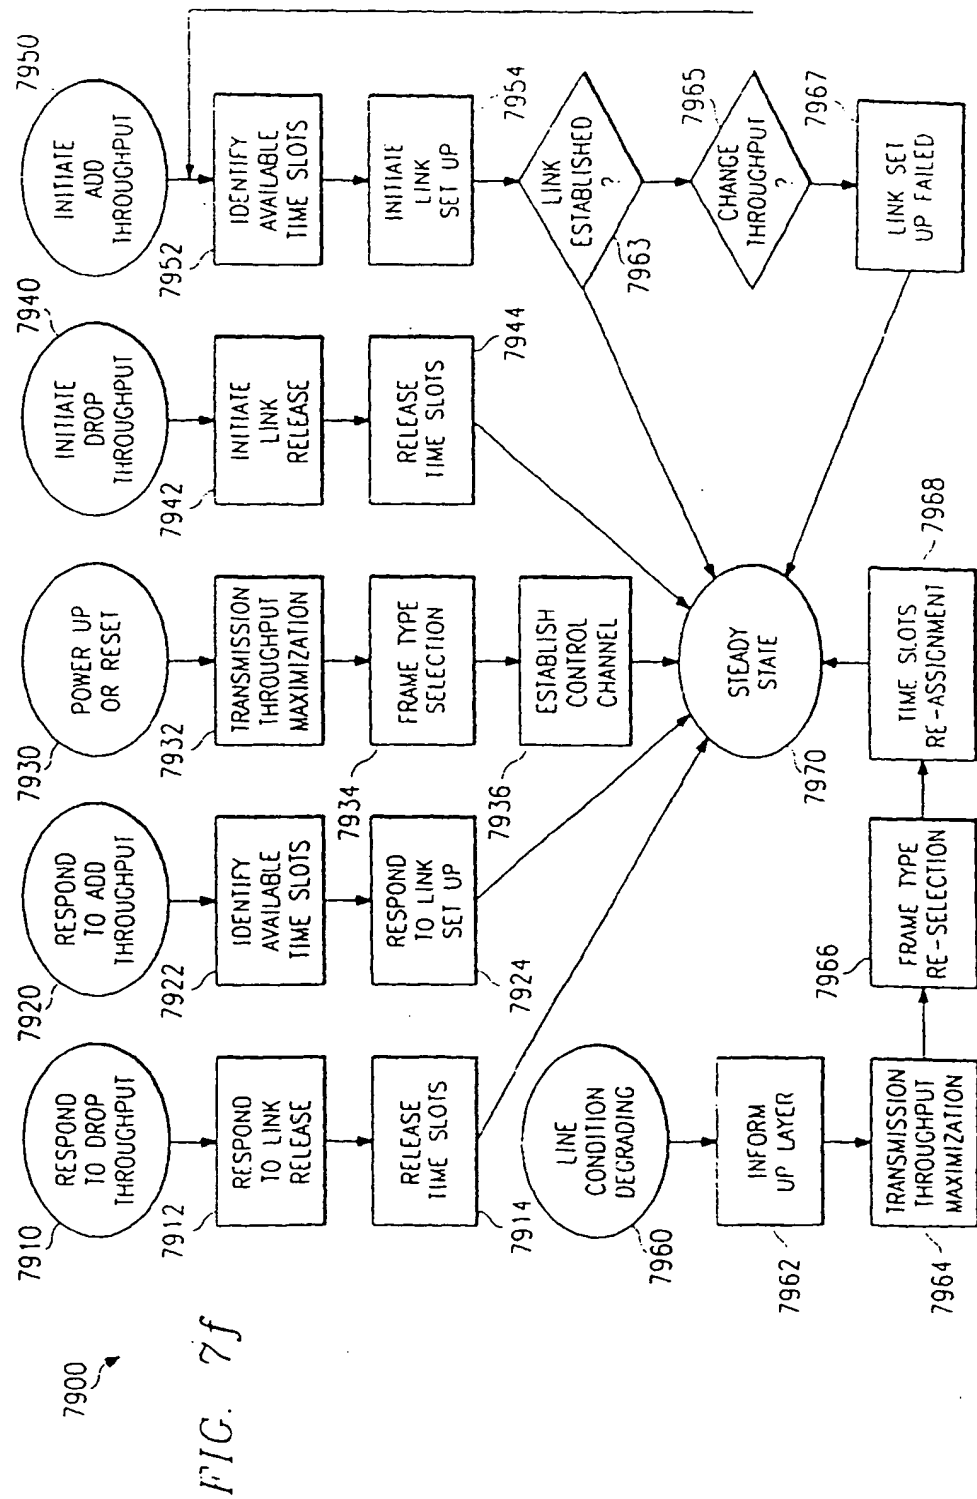 7910
RESPOND
TO DROP
THROUGHPUT
7912
RESPOND
TO LINK
RELEASE
RELEASE
TIME SLOTS
7914
7920
RESPOND
TO ADD
THROUGHPUT
7922
IDENTIFY
AVAILABLE
TIME SLOTS
RESPOND
TO LINK
SET UP
7924
7930
POWER UP
OR RESET
7932
TRANSMISSION
THROUGHPUT
MAXIMIZATION
7934
FRAME TYPE
SELECTION
7936
ESTABLISH
CONTROL
CHANNEL
7940
INITIATE
DROP
THROUGHPUT
7942
INITIATE
LINK
RELEASE
RELEASE
TIME SLOTS
7944
7950
INITIATE
ADD
THROUGHPUT
7952
IDENTIFY
AVAILABLE
TIME SLOTS
INITIATE
LINK
SET UP
7954
LINK
ESTABLISHED
?
7963
CHANGE
THROUGHPUT
?
7965
LINK SET
UP FAILED
7967
LINE
CONDITION
DEGRADING
7960
INFORM
UP LAYER
7962
TRANSMISSION
THROUGHPUT
MAXIMIZATION
7964
7966
FRAME TYPE
RE-SELECTION
TIME SLOTS
RE-ASSIGNMENT
7968
STEADY
STATE
7970
7900
FIG. 7f